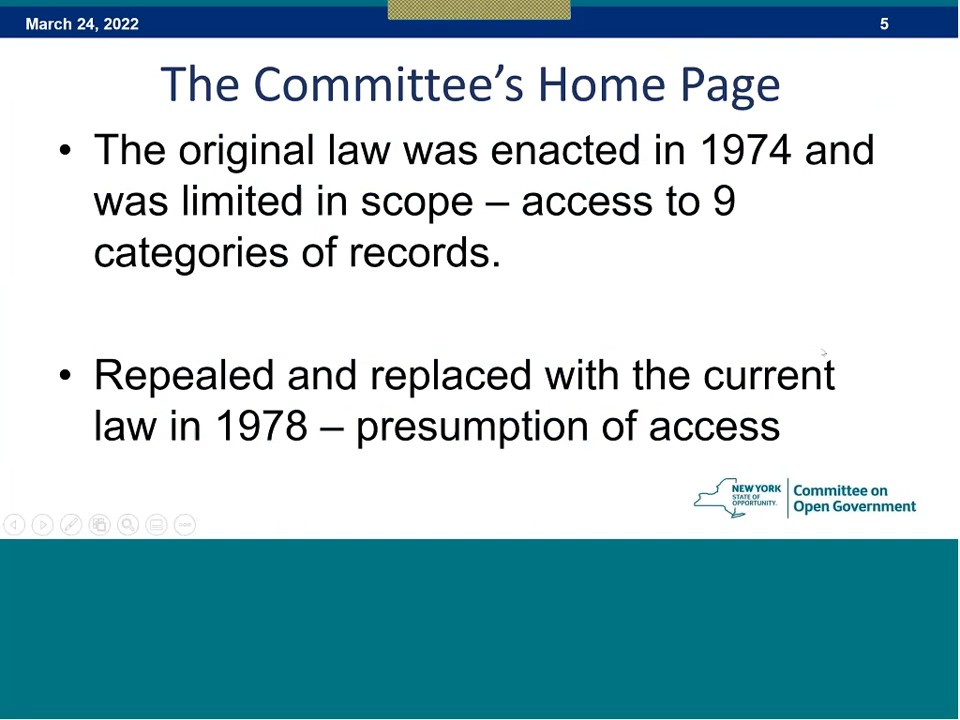 March 24, 2022
5
The Committee’s Home Page
• The original law was enacted in 1974 and
was limited in scope – access to 9
categories of records.
• Repealed and replaced with the current
law in 1978 – presumption of access
NEW YORK
STATE OF
OPPORTUNITY.
Committee on
Open Government